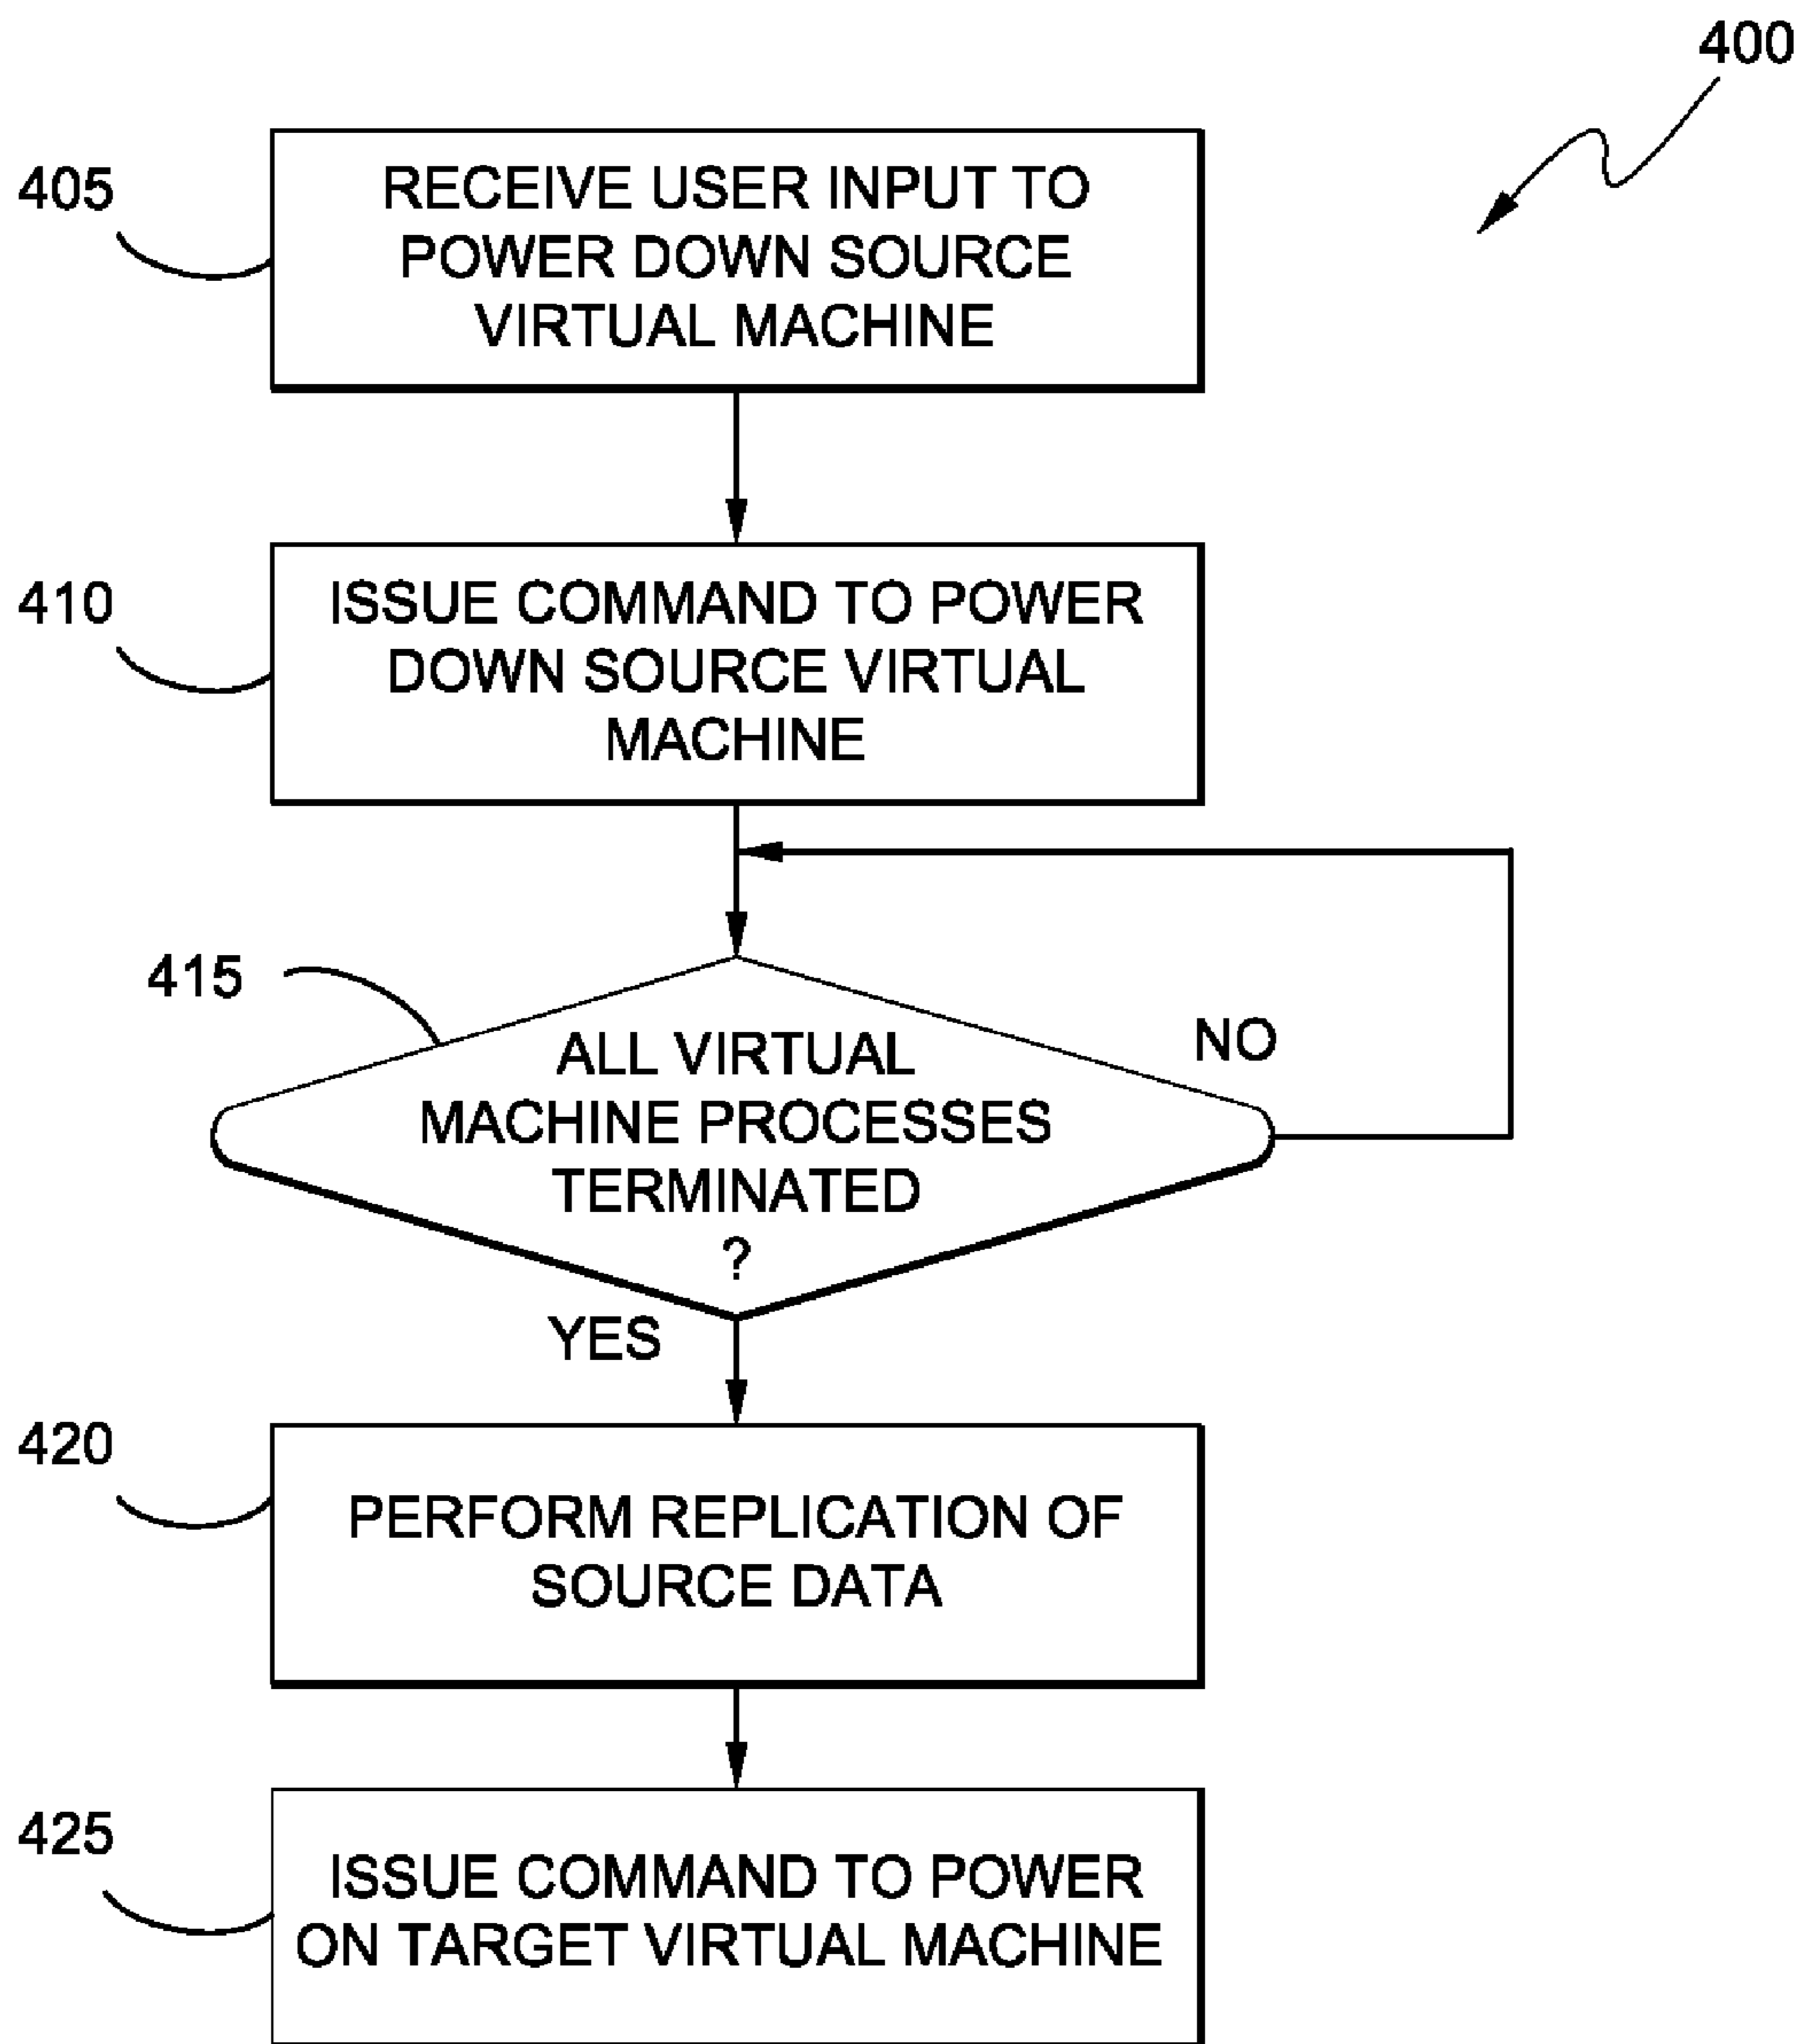 400
405
RECEIVE USER INPUT TO
POWER DOWN SOURCE
VIRTUAL MACHINE
410
ISSUE COMMAND TO POWER
DOWN SOURCE VIRTUAL
MACHINE
415
ALL VIRTUAL
MACHINE PROCESSES
TERMINATED
?
NO
YES
420
PERFORM REPLICATION OF
SOURCE DATA
425
ISSUE COMMAND TO POWER
ON TARGET VIRTUAL MACHINE